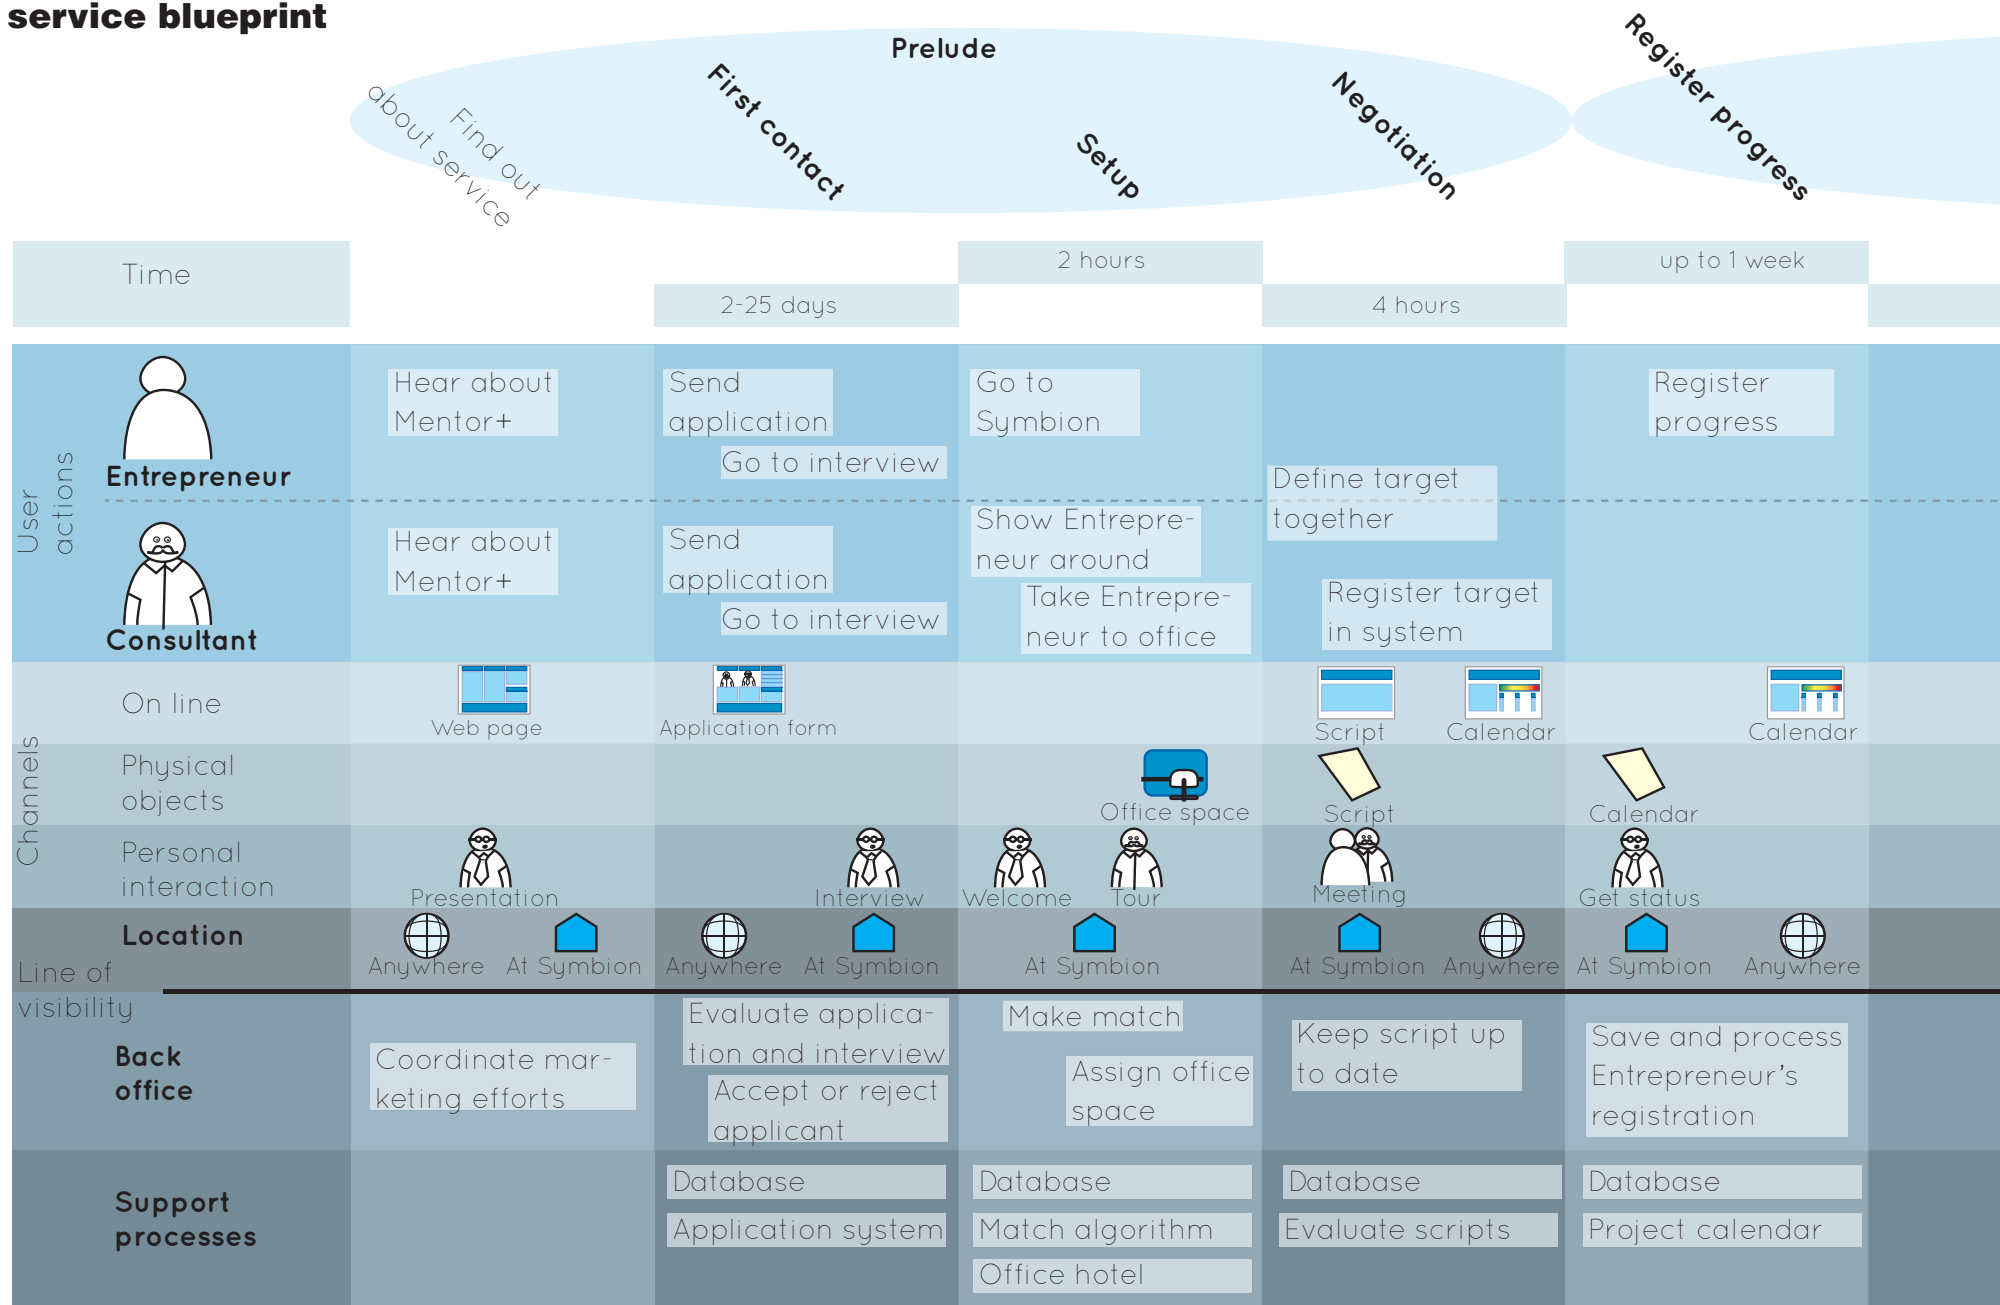 service blueprint
Prelude
Find out
about service
First contact
Setup
Negotiation
Register progress
Time
2-25 days
2 hours
4 hours
up to 1 week
User
actions
Entrepreneur
Hear about
Mentor+
Send
application
Go to interview
Go to
Symbion
Define target
together
Register
progress
Consultant
Hear about
Mentor+
Send
application
Go to interview
Show Entrepre-
neur around
Take Entrepre-
neur to office
Register target
in system
Channels
On line
Web page
Application form
Script
Calendar
Calendar
Physical
objects
Office space
Script
Calendar
Personal
interaction
Presentation
Interview
Welcome
Tour
Meeting
Get status
Location
Anywhere
At Symbion
Anywhere
At Symbion
At Symbion
At Symbion
Anywhere
At Symbion
Anywhere
Line of
visibility
Back
office
Coordinate mar-
keting efforts
Evaluate applica-
tion and interview
Accept or reject
applicant
Make match
Assign office
space
Keep script up
to date
Save and process
Entrepreneur’s
registration
Support
processes
Database
Application system
Database
Match algorithm
Office hotel
Database
Evaluate scripts
Database
Project calendar